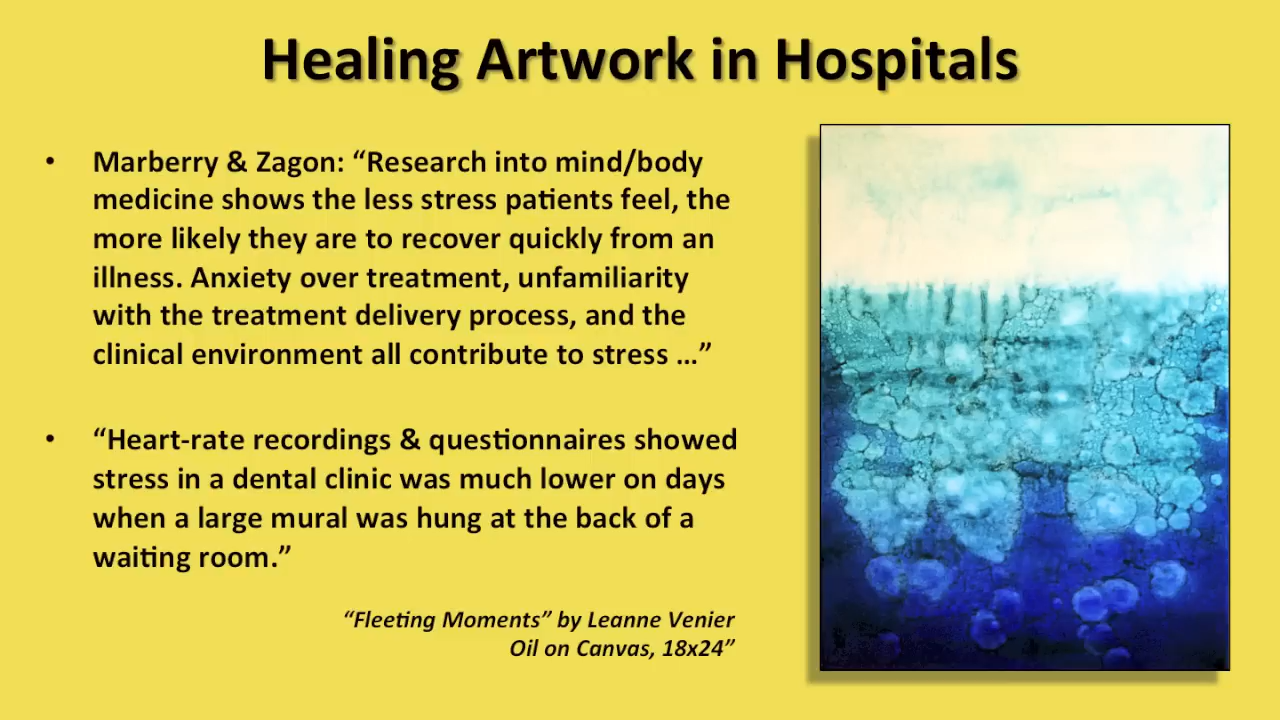 Healing Artwork in Hospitals
• Marberry & Zagon: “Research into mind/body
medicine shows the less stress patients feel, the
more likely they are to recover quickly from an
illness. Anxiety over treatment, unfamiliarity
with the treatment delivery process, and the
clinical environment all contribute to stress …”
• “Heart-rate recordings & questionnaires showed
stress in a dental clinic was much lower on days
when a large mural was hung at the back of a
waiting room.”
“Fleeting Moments” by Leanne Venier
Oil on Canvas, 18x24”